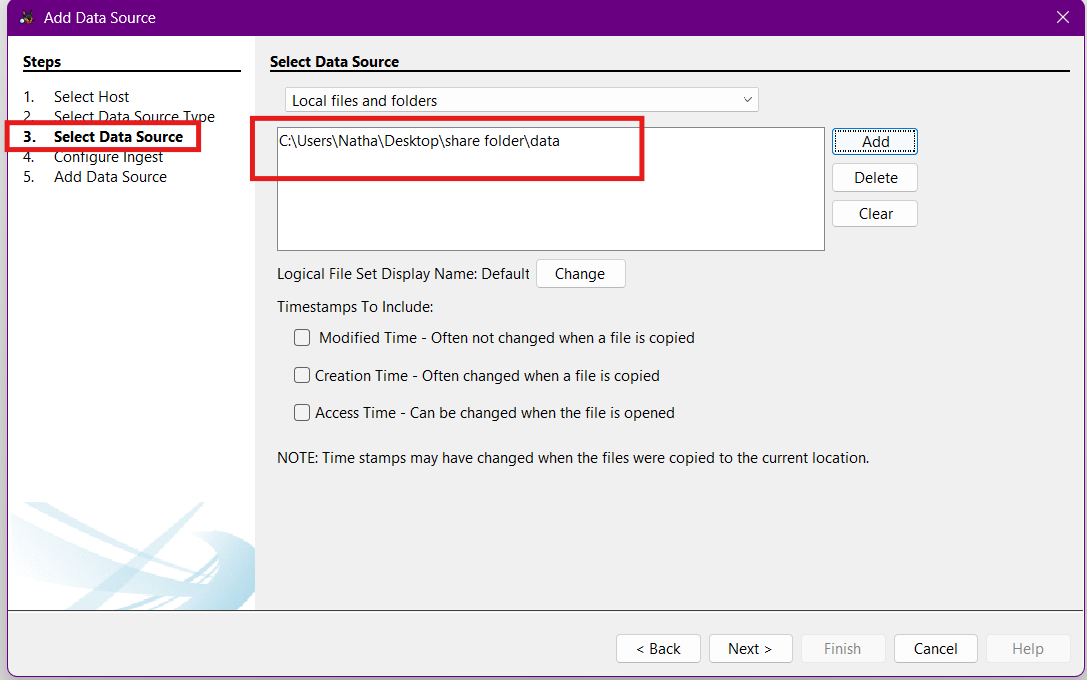 Add Data Source
Steps
1. Select Host
2. Select Data Source Type
3. Select Data Source
4. Configure Ingest
5. Add Data Source
Select Data Source
Local files and folders
C:\Users\Natha\Desktop\share folder\data
Add
Delete
Clear
Logical File Set Display Name: Default Change
Timestamps To Include:
Modified Time - Often not changed when a file is copied
Creation Time - Often changed when a file is copied
Access Time - Can be changed when the file is opened
NOTE: Time stamps may have changed when the files were copied to the current location.
< Back Next > Finish Cancel Help